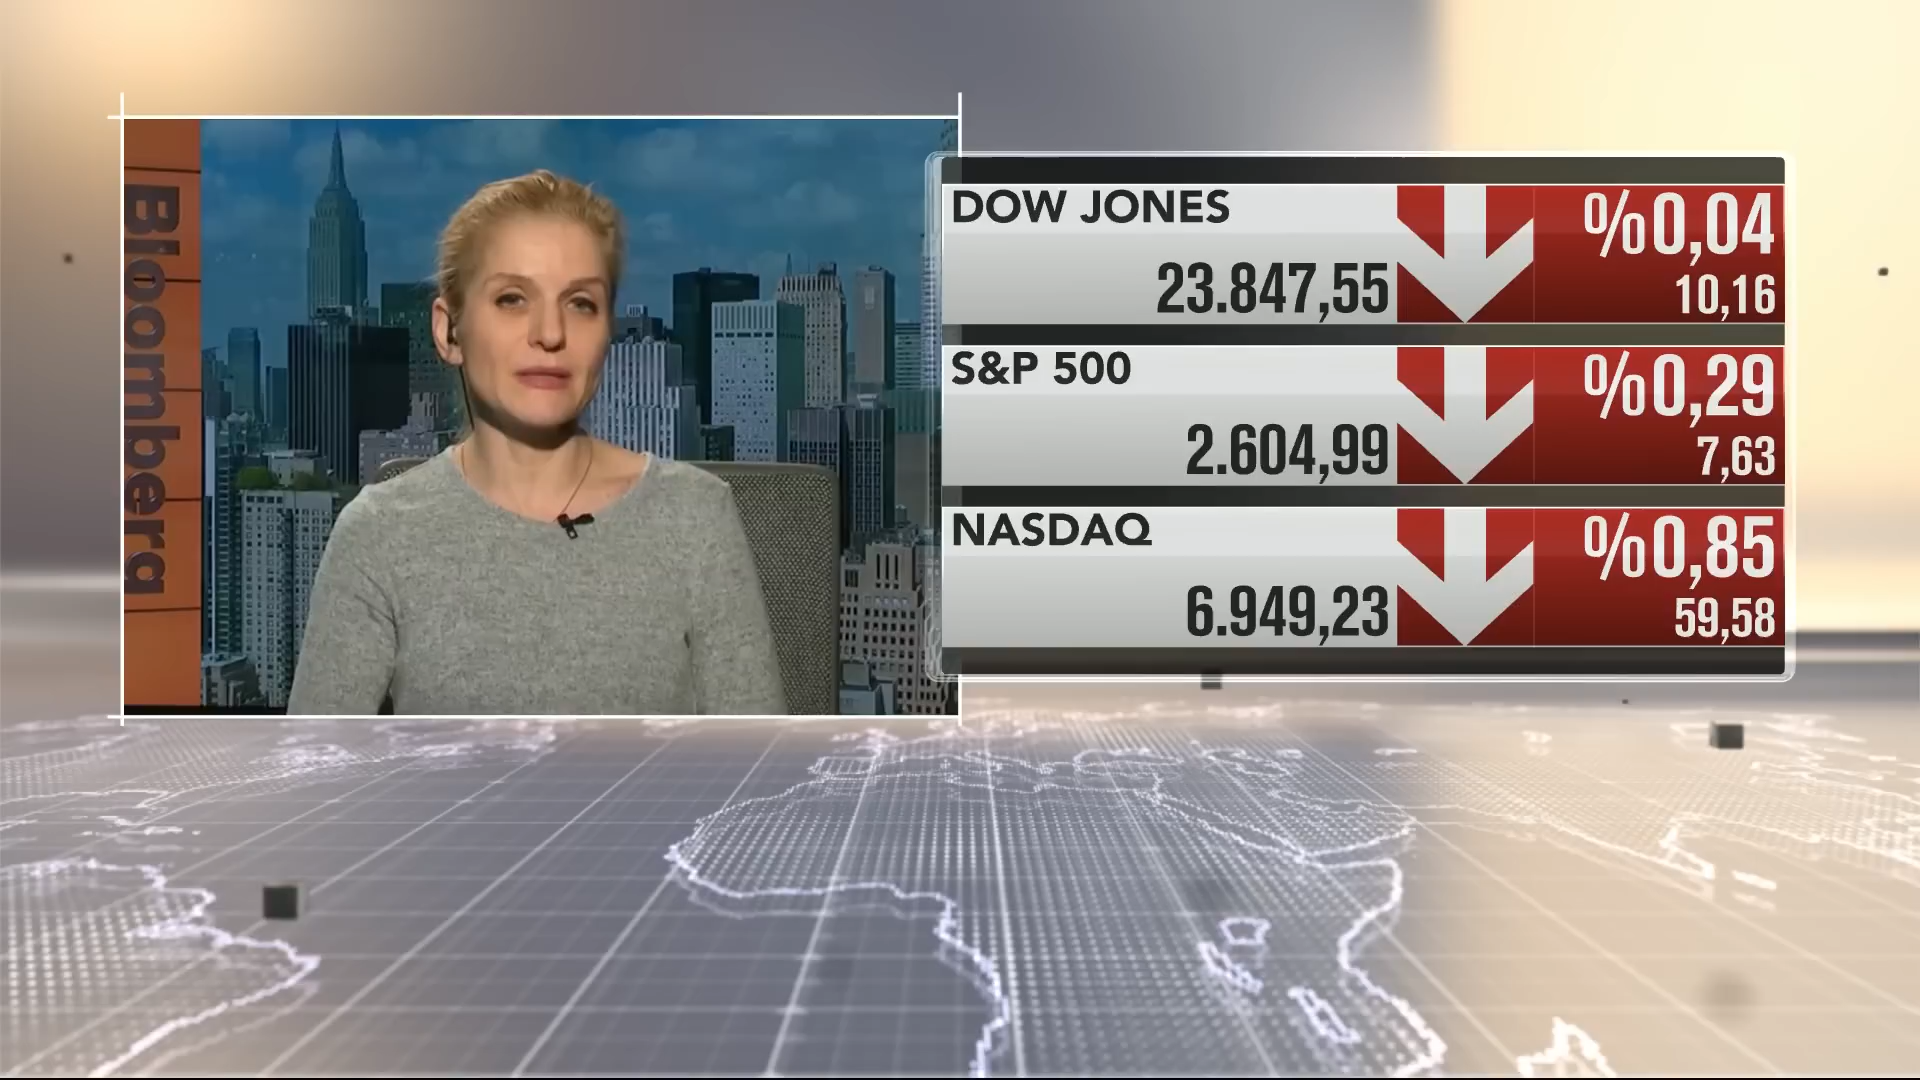 Bloomberg
DOW JONES
%0,04
23.847,55
10,16
S&P 500
%0,29
2.604,99
7,63
NASDAQ
%0,85
6.949,23
59,58